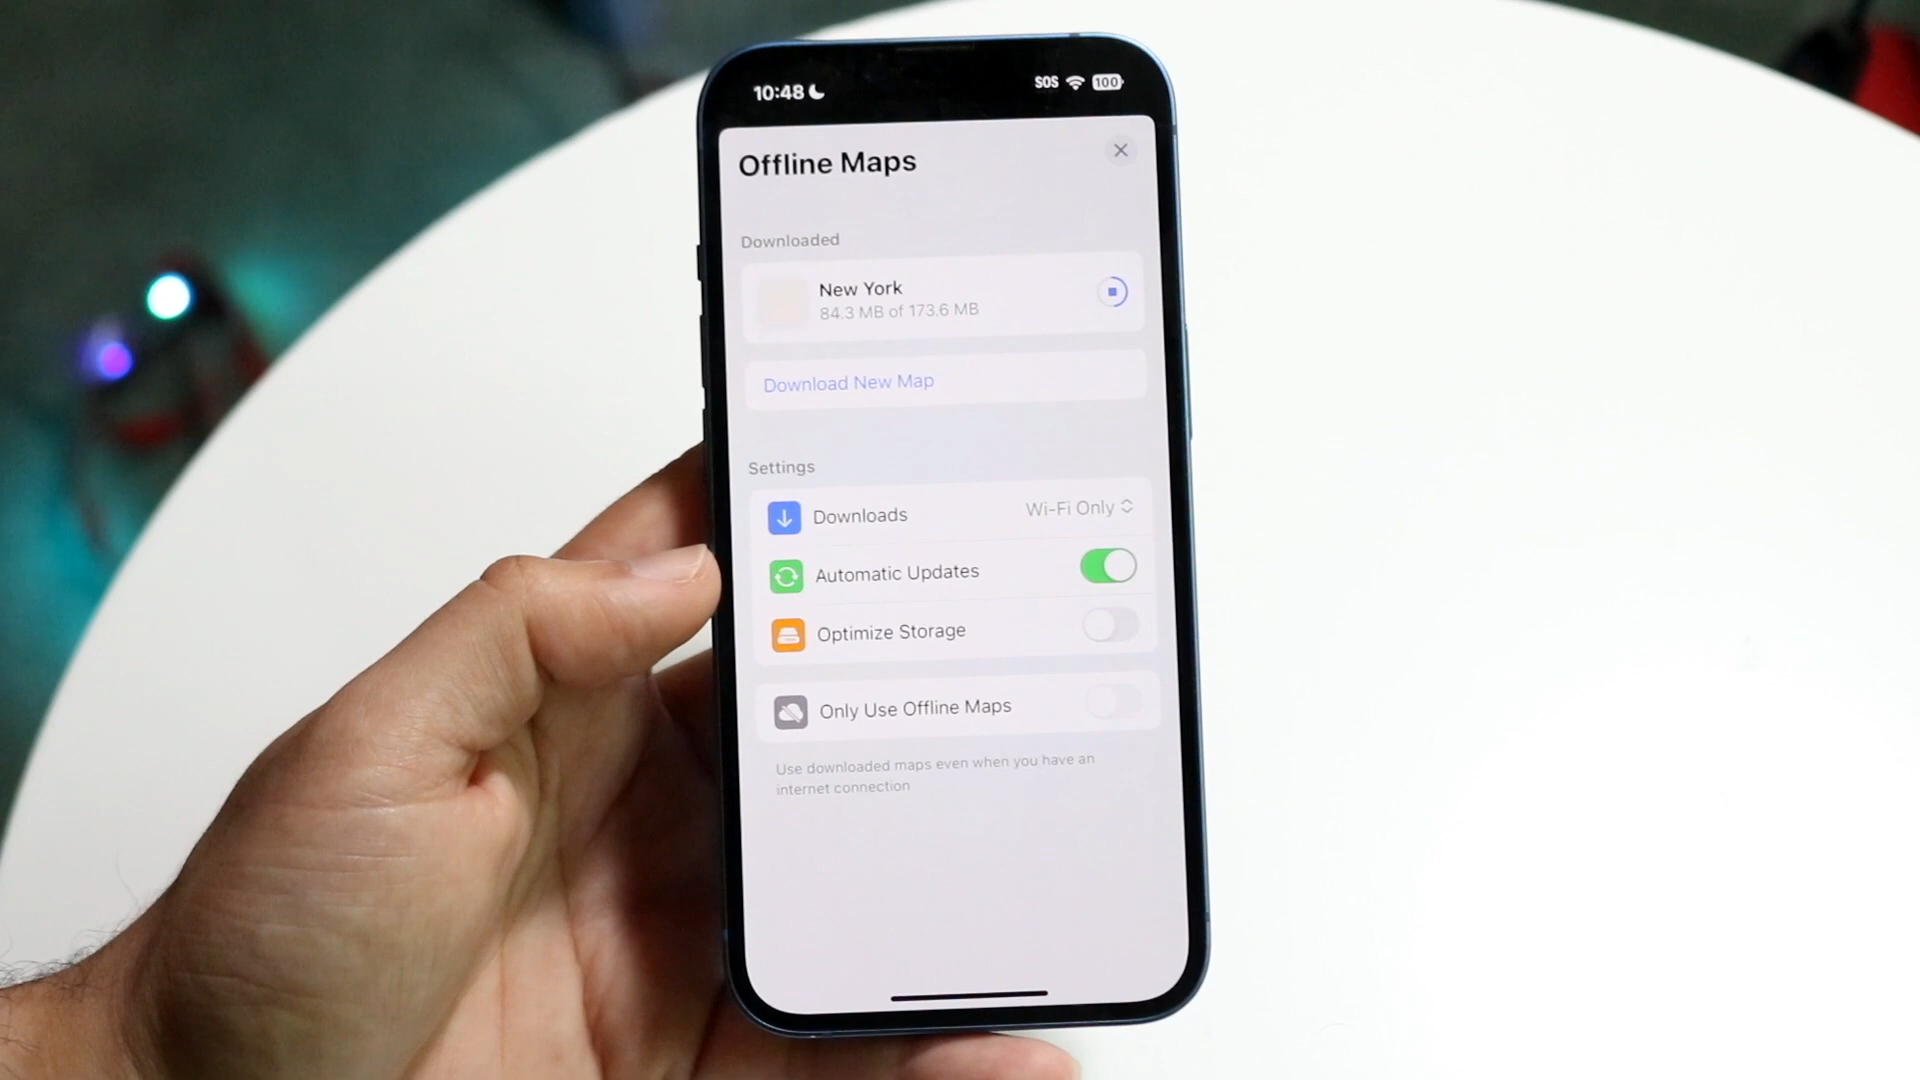 10:48
SOS 100
Offline Maps
Downloaded
New York
84.3 MB of 173.6 MB
Download New Map
Settings
Downloads Wi-Fi Only
Automatic Updates
Optimize Storage
Only Use Offline Maps
Use downloaded maps even when you have an
internet connection